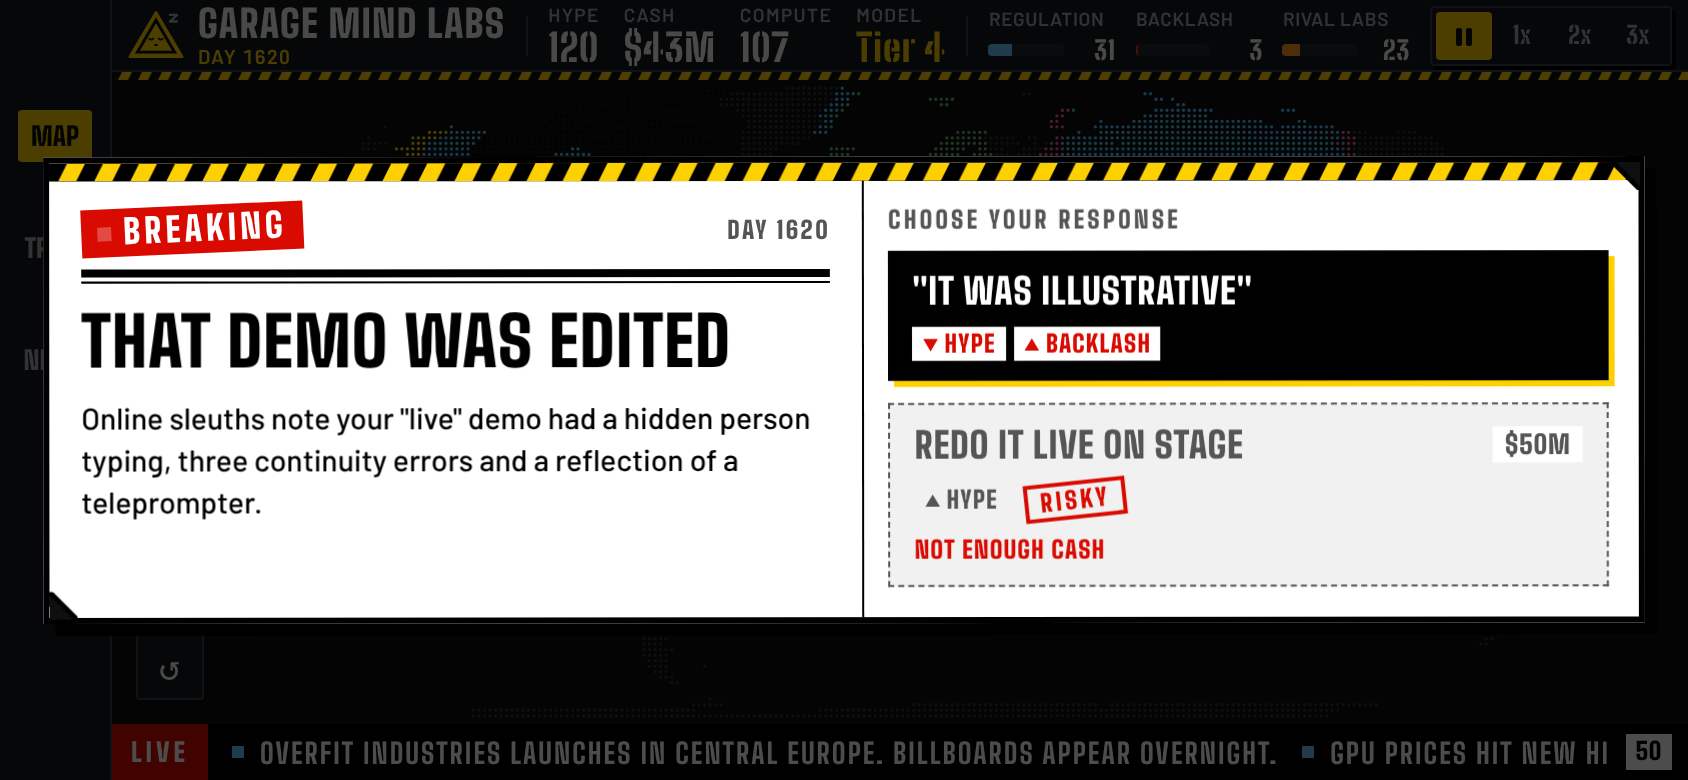 GARAGE MIND LABS
DAY 1620
HYPE
120
CASH
$43M
COMPUTE
107
MODEL
Tier 4
REGULATION
31
BACKLASH
3
RIVAL LABS
23
1x
2x
3x
MAP
BREAKING
DAY 1620
THAT DEMO WAS EDITED
Online sleuths note your "live" demo had a hidden person
typing, three continuity errors and a reflection of a
teleprompter.
CHOOSE YOUR RESPONSE
"IT WAS ILLUSTRATIVE"
▼ HYPE
▲ BACKLASH
REDO IT LIVE ON STAGE
$50M
▲ HYPE
RISKY
NOT ENOUGH CASH
LIVE
OVERFIT INDUSTRIES LAUNCHES IN CENTRAL EUROPE. BILLBOARDS APPEAR OVERNIGHT.
GPU PRICES HIT NEW HI
50